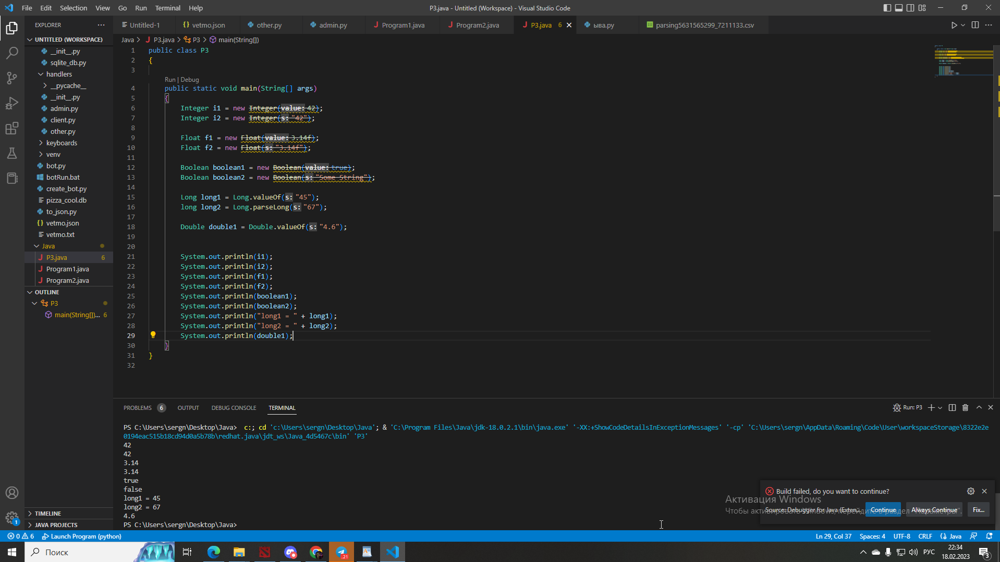 File Edit Selection View Go Run Terminal Help
P3.java - Untitled (Workspace) - Visual Studio Code
EXPLORER
Untitled-1
vetmo.json
other.py
admin.py
Program1.java
Program2.java
P3.java 6
ыва.py
parsing5631565299_7211133.csv
UNTITLED (WORKSPACE)
__init__.py
sqlite_db.py
handlers
__pycache__
__init__.py
admin.py
client.py
other.py
keyboards
venv
bot.py
botRun.bat
create_bot.py
pizza_cool.db
to_json.py
vetmo.json
vetmo.txt
Java
P3.java 6
Program1.java
Program2.java
OUTLINE
P3
main(String[])... 6
TIMELINE
JAVA PROJECTS
Java > P3.java > P3 > main(String[])
1 public class P3
2 {
3
Run | Debug
4 public static void main(String[] args)
5 {
6 Integer i1 = new Integer(value: 42);
7 Integer i2 = new Integer(s: "42");
8
9 Float f1 = new Float(value: 3.14f);
10 Float f2 = new Float(s: "3.14f");
11
12 Boolean boolean1 = new Boolean(value: true);
13 Boolean boolean2 = new Boolean(s: "Some String");
14
15 Long long1 = Long.valueOf(s: "45");
16 long long2 = Long.parseLong(s: "67");
17
18 Double double1 = Double.valueOf(s: "4.6");
19
20
21 System.out.println(i1);
22 System.out.println(i2);
23 System.out.println(f1);
24 System.out.println(f2);
25 System.out.println(boolean1);
26 System.out.println(boolean2);
27 System.out.println("long1 = " + long1);
28 System.out.println("long2 = " + long2);
29 System.out.println(double1);
30 }
31 }
32
PROBLEMS 6 OUTPUT DEBUG CONSOLE TERMINAL
Run: P3
PS C:\Users\sergn\Desktop\Java> c:; cd 'c:\Users\sergn\Desktop\Java'; & 'C:\Program Files\Java\jdk-18.0.2.1\bin\java.exe' '-XX:+ShowCodeDetailsInExceptionMessages' '-cp' 'C:\Users\sergn\AppData\Roaming\Code\User\workspaceStorage\8322e2e
0194eac515b18cd94d0a5b78b\redhat.java\jdt_ws\Java_4d5467c\bin' 'P3'
42
42
3.14
3.14
true
false
long1 = 45
long2 = 67
4.6
PS C:\Users\sergn\Desktop\Java>
Build failed, do you want to continue?
Source: Debugger for Java (Exten...
Continue
Always Continue
Fix...
Активация Windows
Чтобы активировать Windows, перейдите в раздел "Параметры".
1
0 6 Launch Program (python)
Ln 29, Col 37 Spaces: 4 UTF-8 CRLF Java
Поиск
21
РУС
22:34
18.02.2023
3